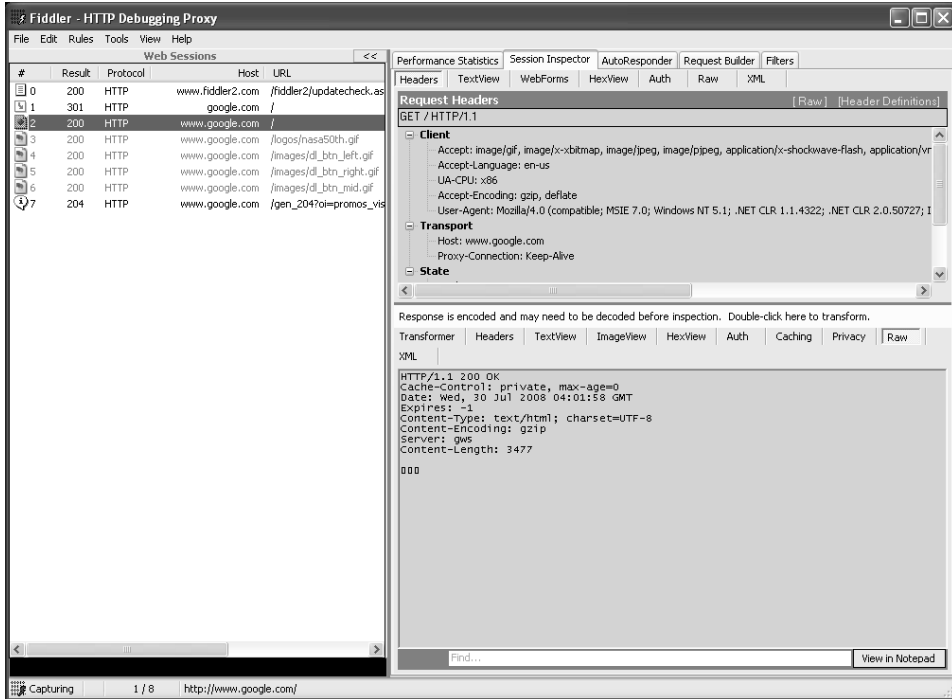 Fiddler - HTTP Debugging Proxy
File Edit Rules Tools View Help
Web Sessions <<
# Result Protocol Host URL
0 200 HTTP www.fiddler2.com /fiddler2/updatecheck.as
1 301 HTTP google.com /
2 200 HTTP www.google.com /
3 200 HTTP www.google.com /logos/nasa50th.gif
4 200 HTTP www.google.com /images/dl_btn_left.gif
5 200 HTTP www.google.com /images/dl_btn_right.gif
6 200 HTTP www.google.com /images/dl_btn_mid.gif
7 204 HTTP www.google.com /gen_204?oi=promos_vis
Performance Statistics Session Inspector AutoResponder Request Builder Filters
Headers TextView WebForms HexView Auth Raw XML
Request Headers [ Raw ] [Header Definitions]
GET / HTTP/1.1
Client
Accept: image/gif, image/x-xbitmap, image/jpeg, image/pjpeg, application/x-shockwave-flash, application/vr
Accept-Language: en-us
UA-CPU: x86
Accept-Encoding: gzip, deflate
User-Agent: Mozilla/4.0 (compatible; MSIE 7.0; Windows NT 5.1; .NET CLR 1.1.4322; .NET CLR 2.0.50727; I
Transport
Host: www.google.com
Proxy-Connection: Keep-Alive
State
Response is encoded and may need to be decoded before inspection. Double-click here to transform.
Transformer Headers TextView ImageView HexView Auth Caching Privacy Raw
XML
HTTP/1.1 200 OK
Cache-Control: private, max-age=0
Date: Wed, 30 Jul 2008 04:01:58 GMT
Expires: -1
Content-Type: text/html; charset=UTF-8
Content-Encoding: gzip
Server: gws
Content-Length: 3477
Find... View in Notepad
Capturing 1 / 8 http://www.google.com/